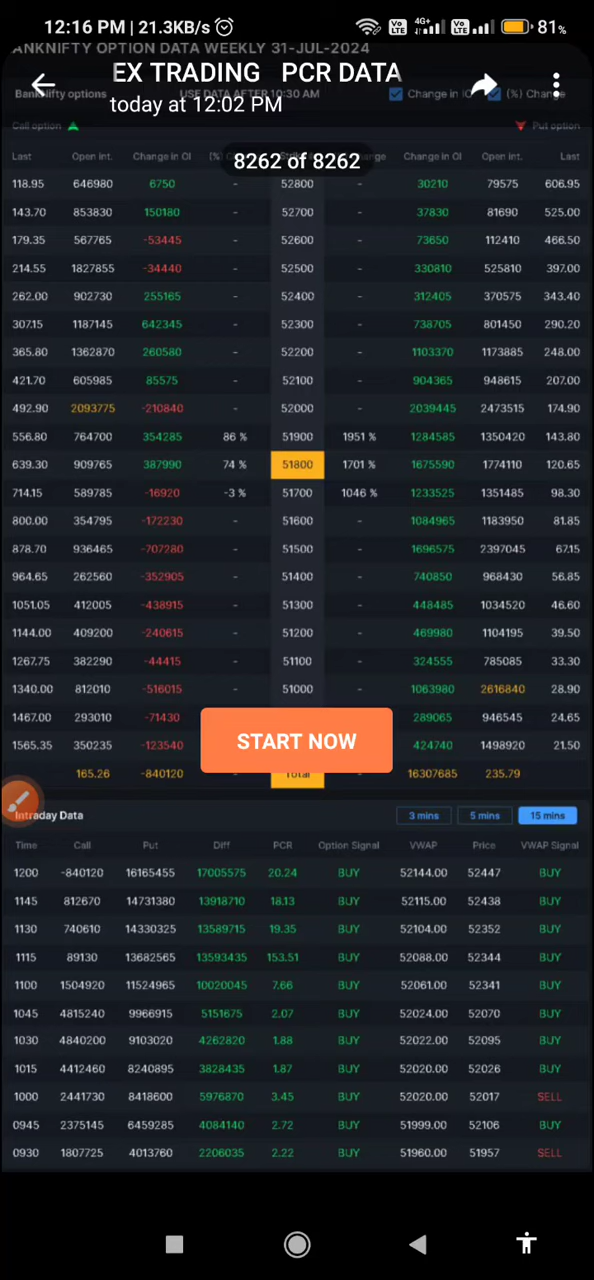 12:16 PM | 21.3KB/s 4G+ Vo LTE Vo LTE 81%
ANKNIFTY OPTION DATA WEEKLY 31-JUL-2024
EX TRADING PCR DATA
Banknifty options USE DATA AFTER 10:30 AM Change in (%) Change
today at 12:02 PM
Call option Put option
8262 of 8262
Last Open int. Change in OI Change in OI Open int. Last
118.95 646980 6750 - 52800 - 30210 79575 606.95
143.70 853830 150180 - 52700 - 37830 81690 525.00
179.35 567765 -53445 - 52600 - 73650 112410 466.50
214.55 1827855 -34440 - 52500 - 330810 525810 397.00
262.00 902730 255165 - 52400 - 312405 370575 343.40
307.15 1187145 642345 - 52300 - 738705 801450 290.20
365.80 1362870 260580 - 52200 - 1103370 1173885 248.00
421.70 605985 85575 - 52100 - 904365 948615 207.00
492.90 2093775 -210840 - 52000 - 2039445 2473515 174.90
556.80 764700 354285 86 % 51900 1951 % 1284585 1350420 143.80
639.30 909765 387990 74 % 51800 1701 % 1675590 1774110 120.65
714.15 589785 -16920 -3 % 51700 1046 % 1233525 1351485 98.30
800.00 354795 -172230 - 51600 - 1084965 1183950 81.85
878.70 936465 -707280 - 51500 - 1696575 2397045 67.15
964.65 262560 -352905 - 51400 - 740850 968430 56.85
1051.05 412005 -438915 - 51300 - 448485 1034520 46.60
1144.00 409200 -240615 - 51200 - 469980 1104195 39.50
1267.75 382290 -44415 - 51100 - 324555 785085 33.30
1340.00 812010 -516015 - 51000 - 1063980 2616840 28.90
1467.00 293010 -71430 289065 946545 24.65
START NOW
1565.35 350235 -123540 424740 1498920 21.50
165.26 -840120 Total 16307685 235.79
Intraday Data 3 mins 5 mins 15 mins
Time Call Put Diff PCR Option Signal VWAP Price VWAP Signal
1200 -840120 16165455 17005575 20.24 BUY 52144.00 52447 BUY
1145 812670 14731380 13918710 18.13 BUY 52115.00 52438 BUY
1130 740610 14330325 13589715 19.35 BUY 52104.00 52352 BUY
1115 89130 13682565 13593435 153.51 BUY 52088.00 52344 BUY
1100 1504920 11524965 10020045 7.66 BUY 52061.00 52341 BUY
1045 4815240 9966915 5151675 2.07 BUY 52024.00 52070 BUY
1030 4840200 9103020 4262820 1.88 BUY 52022.00 52095 BUY
1015 4412460 8240895 3828435 1.87 BUY 52020.00 52026 BUY
1000 2441730 8418600 5976870 3.45 BUY 52020.00 52017 SELL
0945 2375145 6459285 4084140 2.72 BUY 51999.00 52106 BUY
0930 1807725 4013760 2206035 2.22 BUY 51960.00 51957 SELL